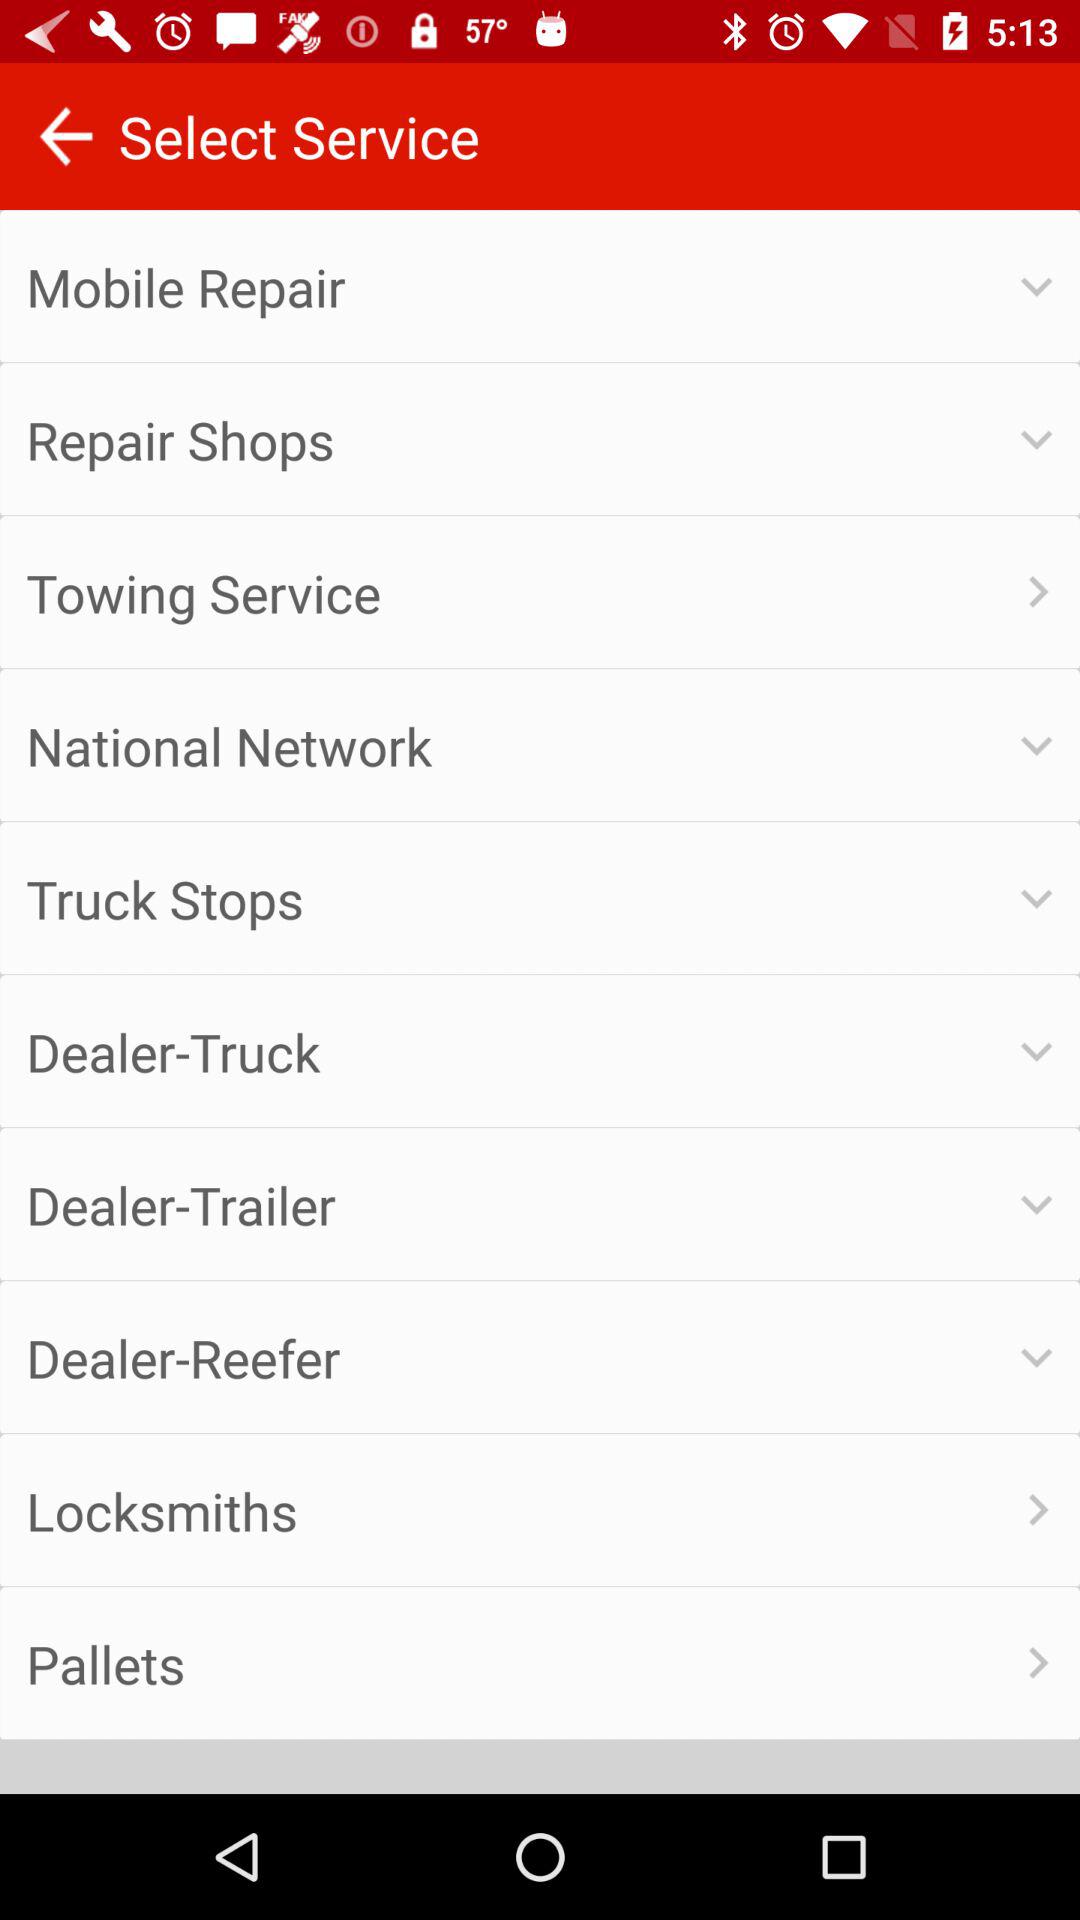 FAKE 57° 5:13
Select Service
Mobile Repair
Repair Shops
Towing Service
National Network
Truck Stops
Dealer-Truck
Dealer-Trailer
Dealer-Reefer
Locksmiths
Pallets